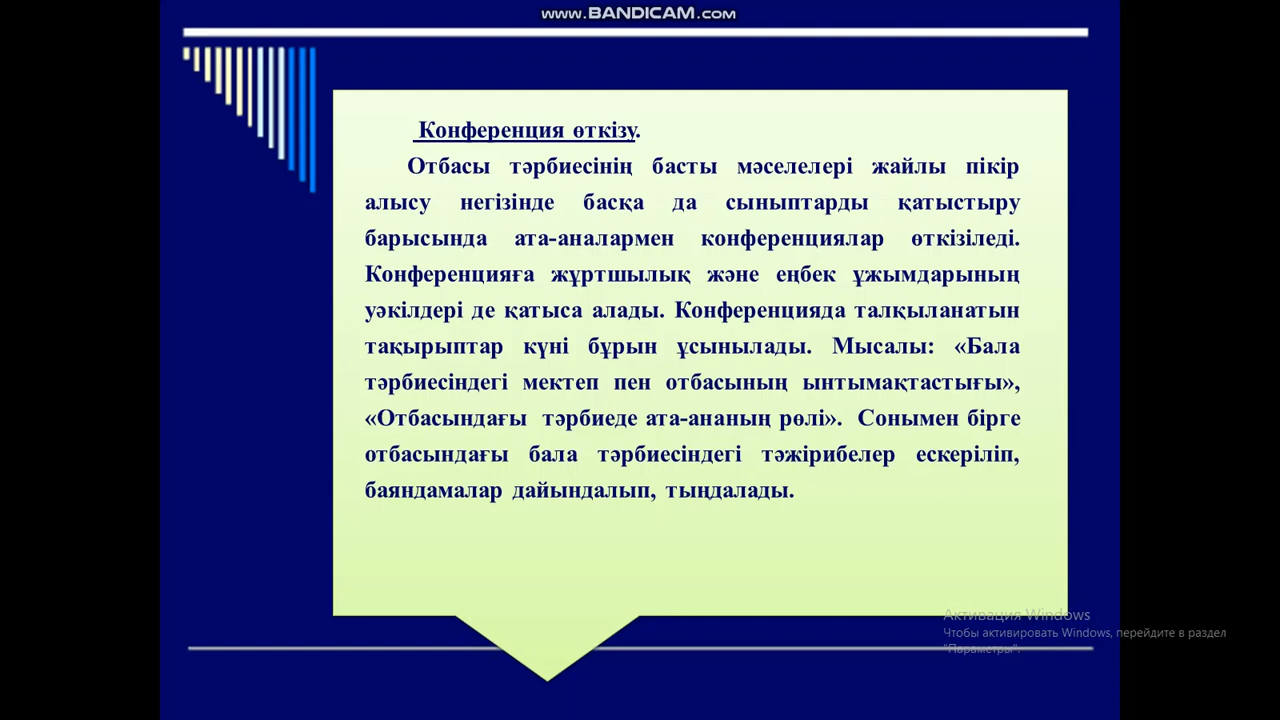 www.BANDICAM.com
Конференция өткізу.
Отбасы тәрбиесінің басты мәселелері жайлы пікір
алысу негізінде басқа да сыныптарды қатыстыру
барысында ата-аналармен конференциялар өткізіледі.
Конференцияға жұртшылық және еңбек ұжымдарының
уәкілдері де қатыса алады. Конференцияда талқыланатын
тақырыптар күні бұрын ұсынылады. Мысалы: «Бала
тәрбиесіндегі мектеп пен отбасының ынтымақтастығы»,
«Отбасындағы тәрбиеде ата-ананың рөлі». Сонымен бірге
отбасындағы бала тәрбиесіндегі тәжірибелер ескеріліп,
баяндамалар дайындалып, тыңдалады.
Активация Windows
Чтобы активировать Windows, перейдите в раздел
"Параметры".